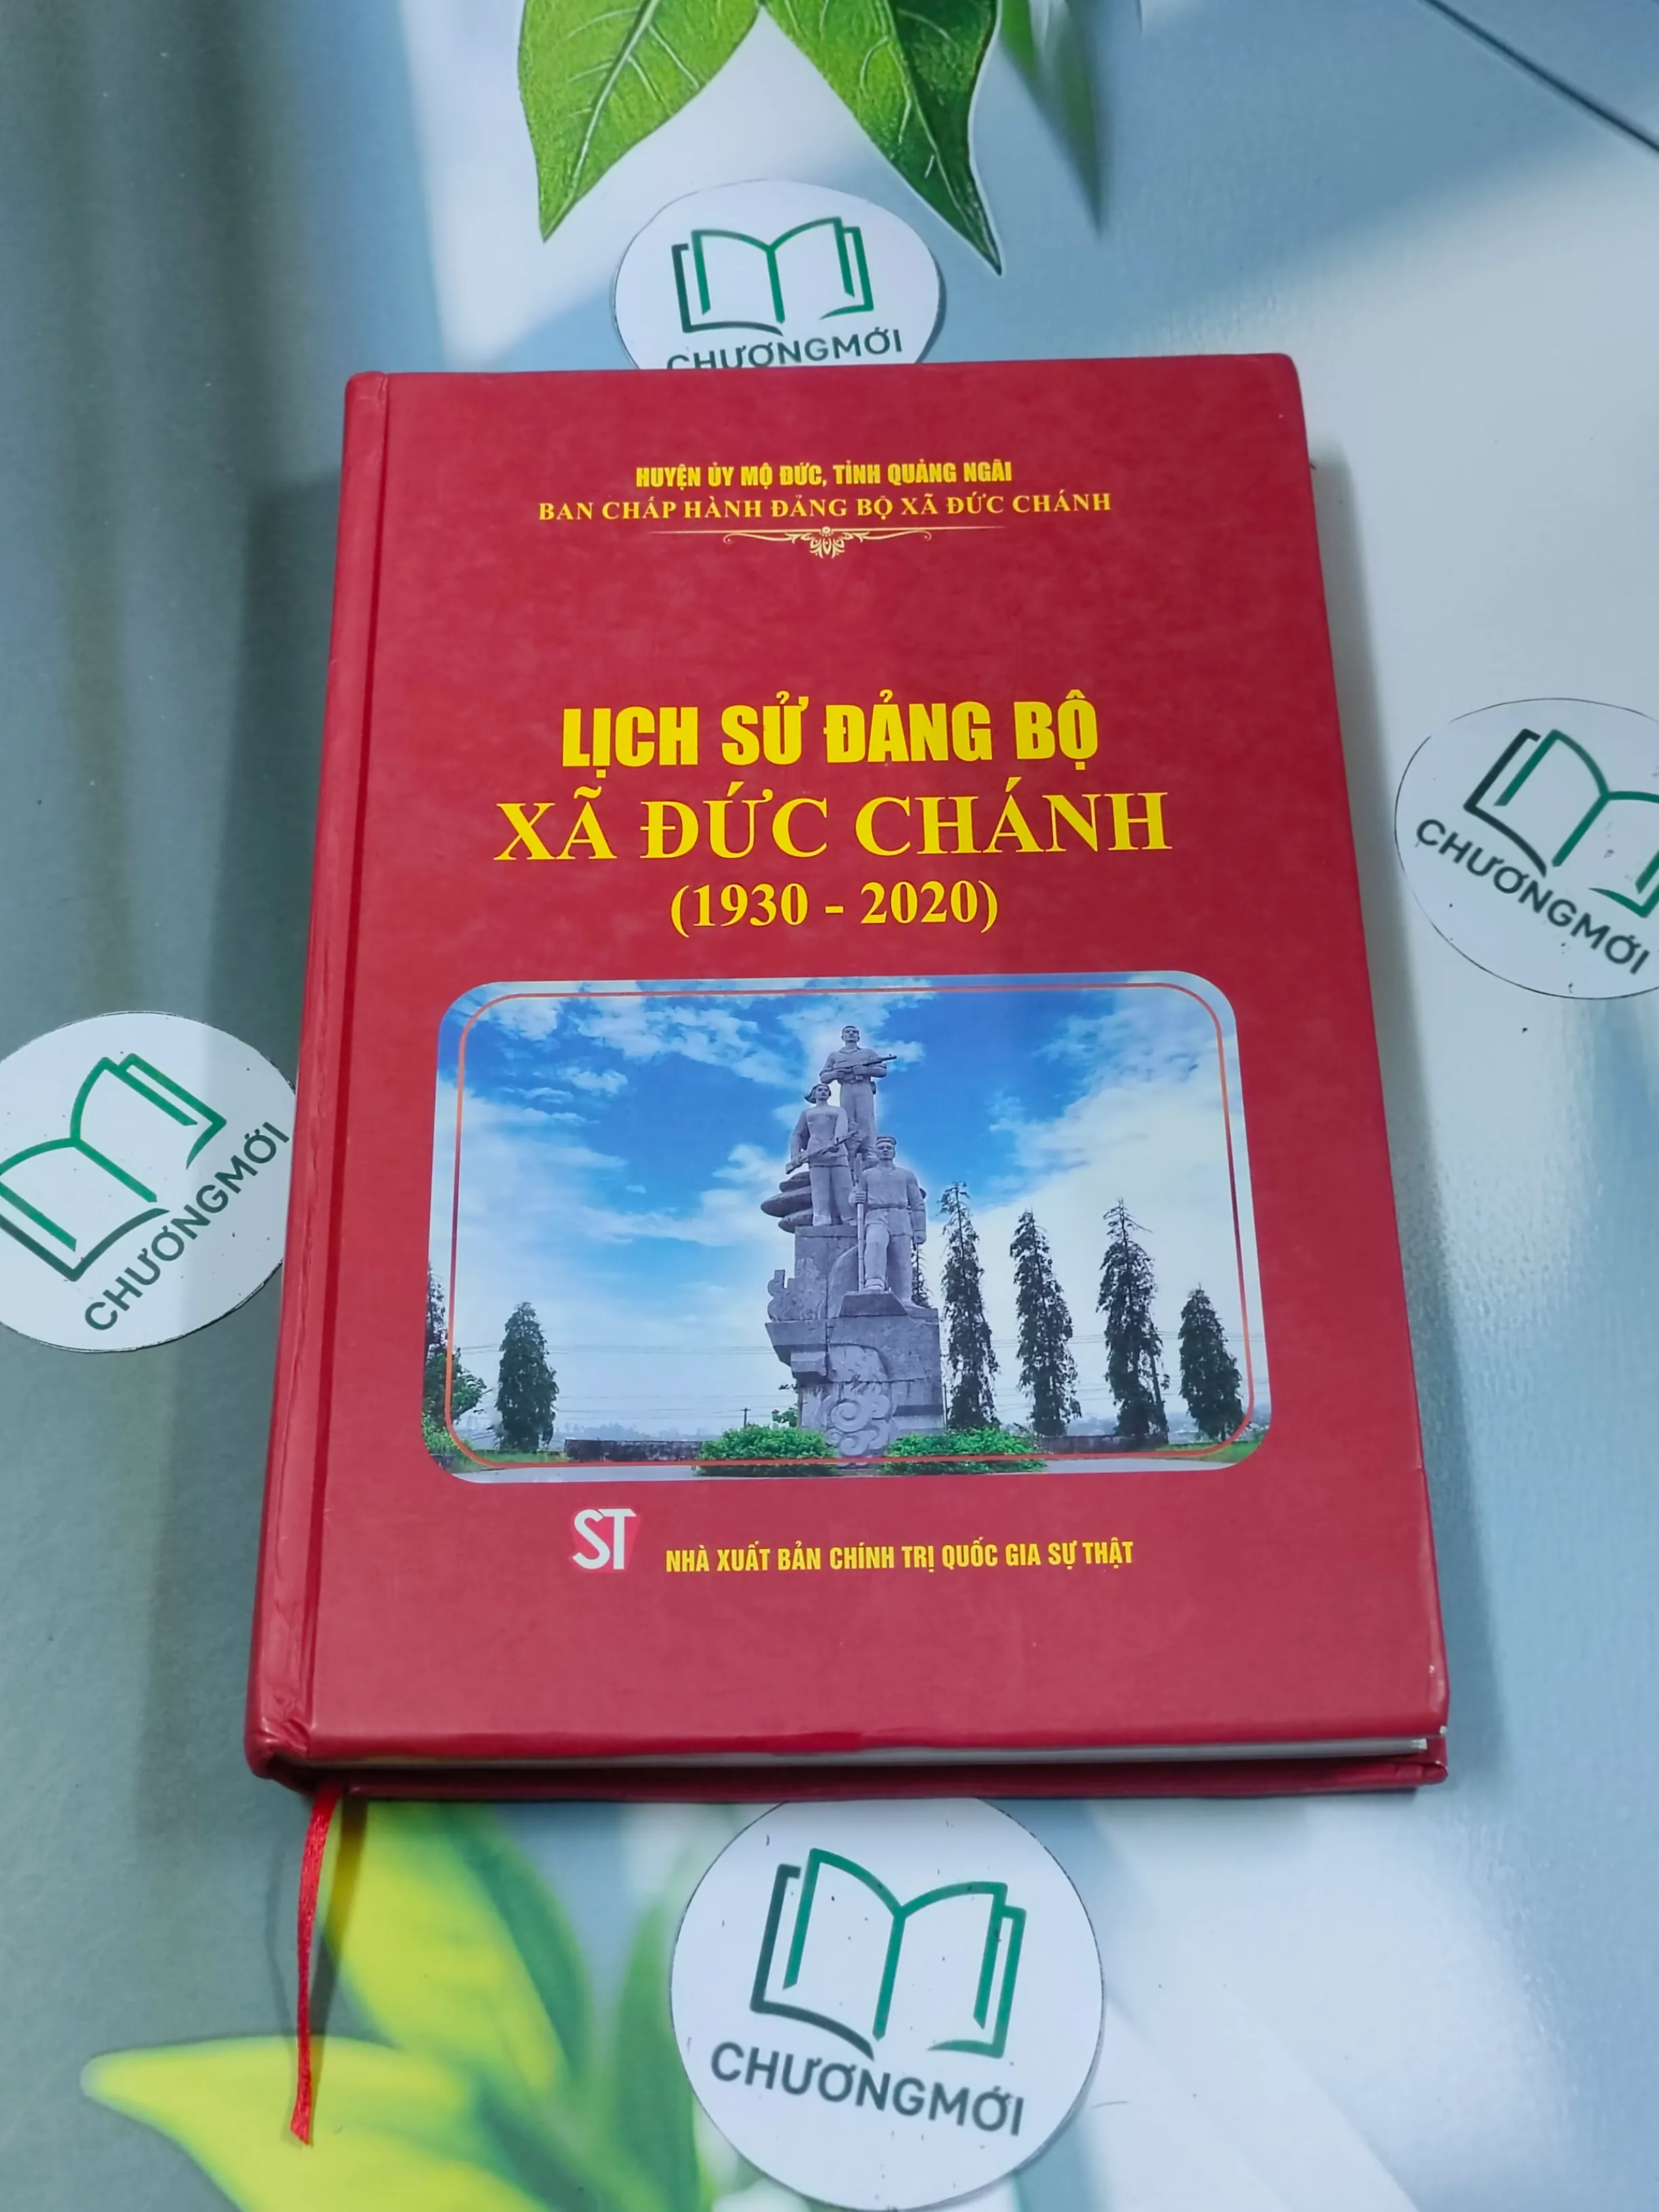 CHƯƠNGMỚI
HUYỆN ỦY MỘ ĐỨC, TỈNH QUẢNG NGÃI
BAN CHẤP HÀNH ĐẢNG BỘ XÃ ĐỨC CHÁNH
LỊCH SỬ ĐẢNG BỘ
XÃ ĐỨC CHÁNH
(1930 - 2020)
CHƯƠNGMỚI
CHƯƠNGMỚI
ST
NHÀ XUẤT BẢN CHÍNH TRỊ QUỐC GIA SỰ THẬT
CHƯƠNGMỚI